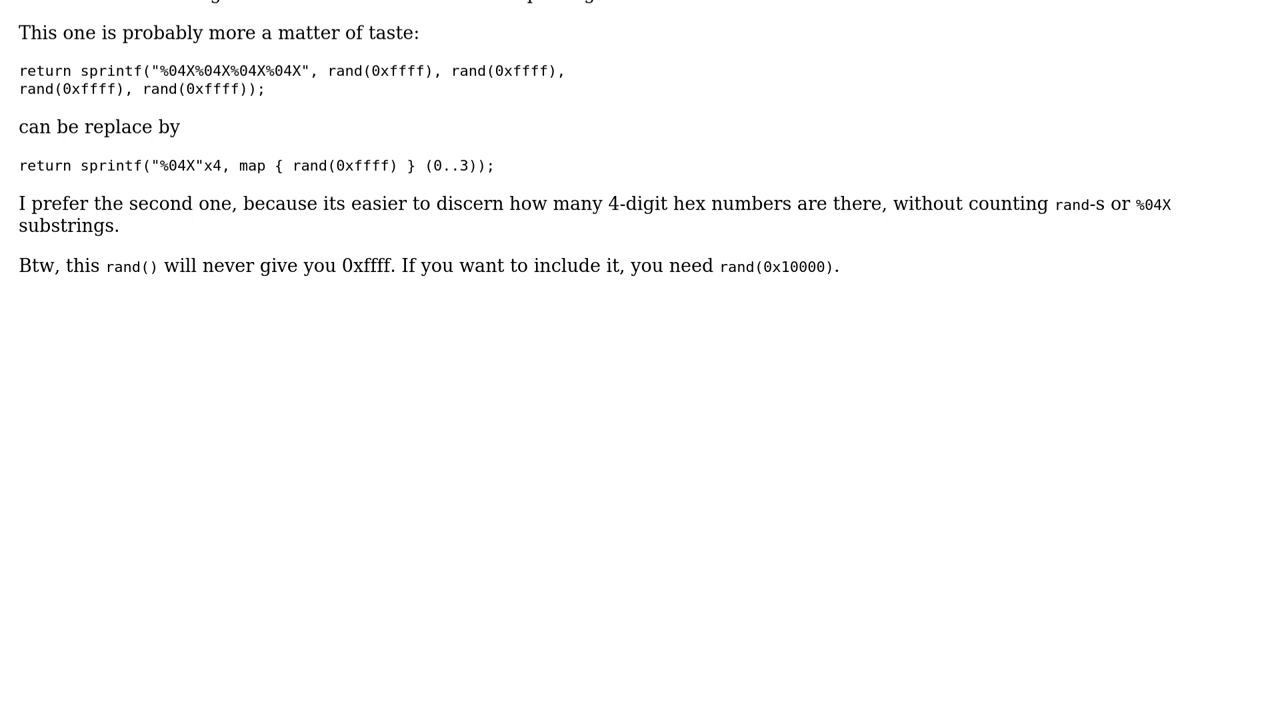 This one is probably more a matter of taste:
return sprintf("%04X%04X%04X%04X", rand(0xffff), rand(0xffff),
rand(0xffff), rand(0xffff));
can be replace by
return sprintf("%04X"x4, map { rand(0xffff) } (0..3));
I prefer the second one, because its easier to discern how many 4-digit hex numbers are there, without counting rand-s or %04X
substrings.
Btw, this rand() will never give you 0xffff. If you want to include it, you need rand(0x10000).